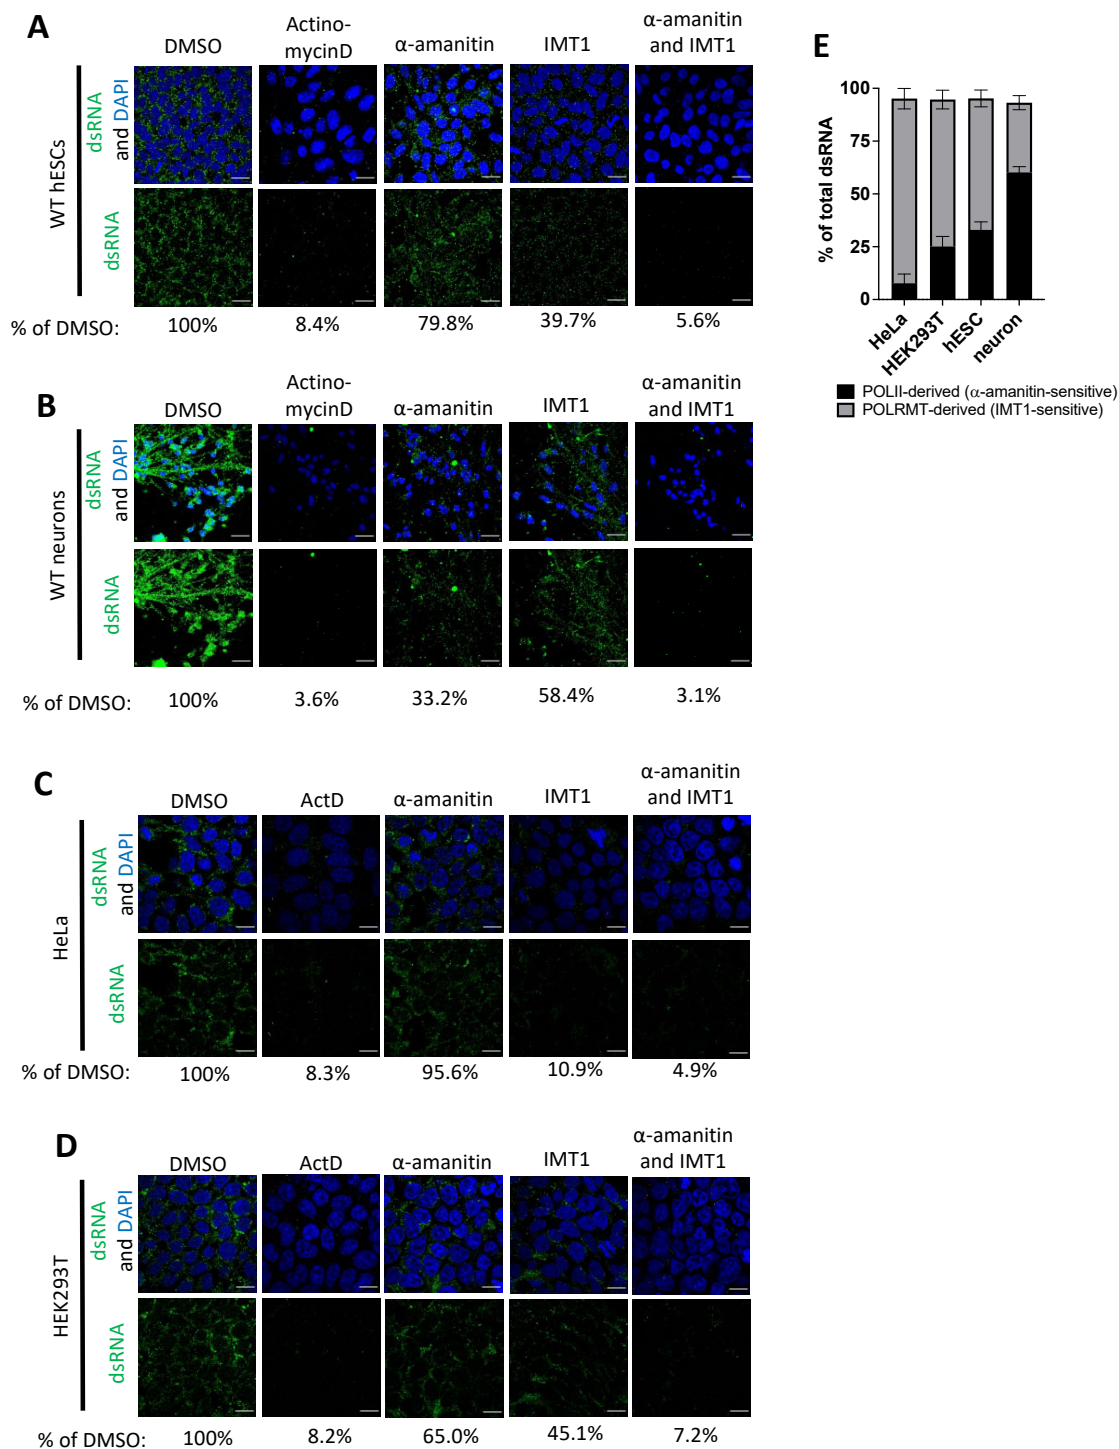 A
DMSO
Actino-
mycinD
α-amanitin
IMT1
α-amanitin
and IMT1
WT hESCs
dsRNA
and DAPI
dsRNA
% of DMSO: 100% 8.4% 79.8% 39.7% 5.6%
B
DMSO
Actino-
mycinD
α-amanitin
IMT1
α-amanitin
and IMT1
WT neurons
dsRNA
and DAPI
dsRNA
% of DMSO: 100% 3.6% 33.2% 58.4% 3.1%
C
DMSO
ActD
α-amanitin
IMT1
α-amanitin
and IMT1
HeLa
dsRNA
and DAPI
dsRNA
% of DMSO: 100% 8.3% 95.6% 10.9% 4.9%
D
DMSO
ActD
α-amanitin
IMT1
α-amanitin
and IMT1
HEK293T
dsRNA
and DAPI
dsRNA
% of DMSO: 100% 8.2% 65.0% 45.1% 7.2%
E
% of total dsRNA
100
75
50
25
0
HeLa
HEK293T
hESC
neuron
POLII-derived (α-amanitin-sensitive)
POLRMT-derived (IMT1-sensitive)